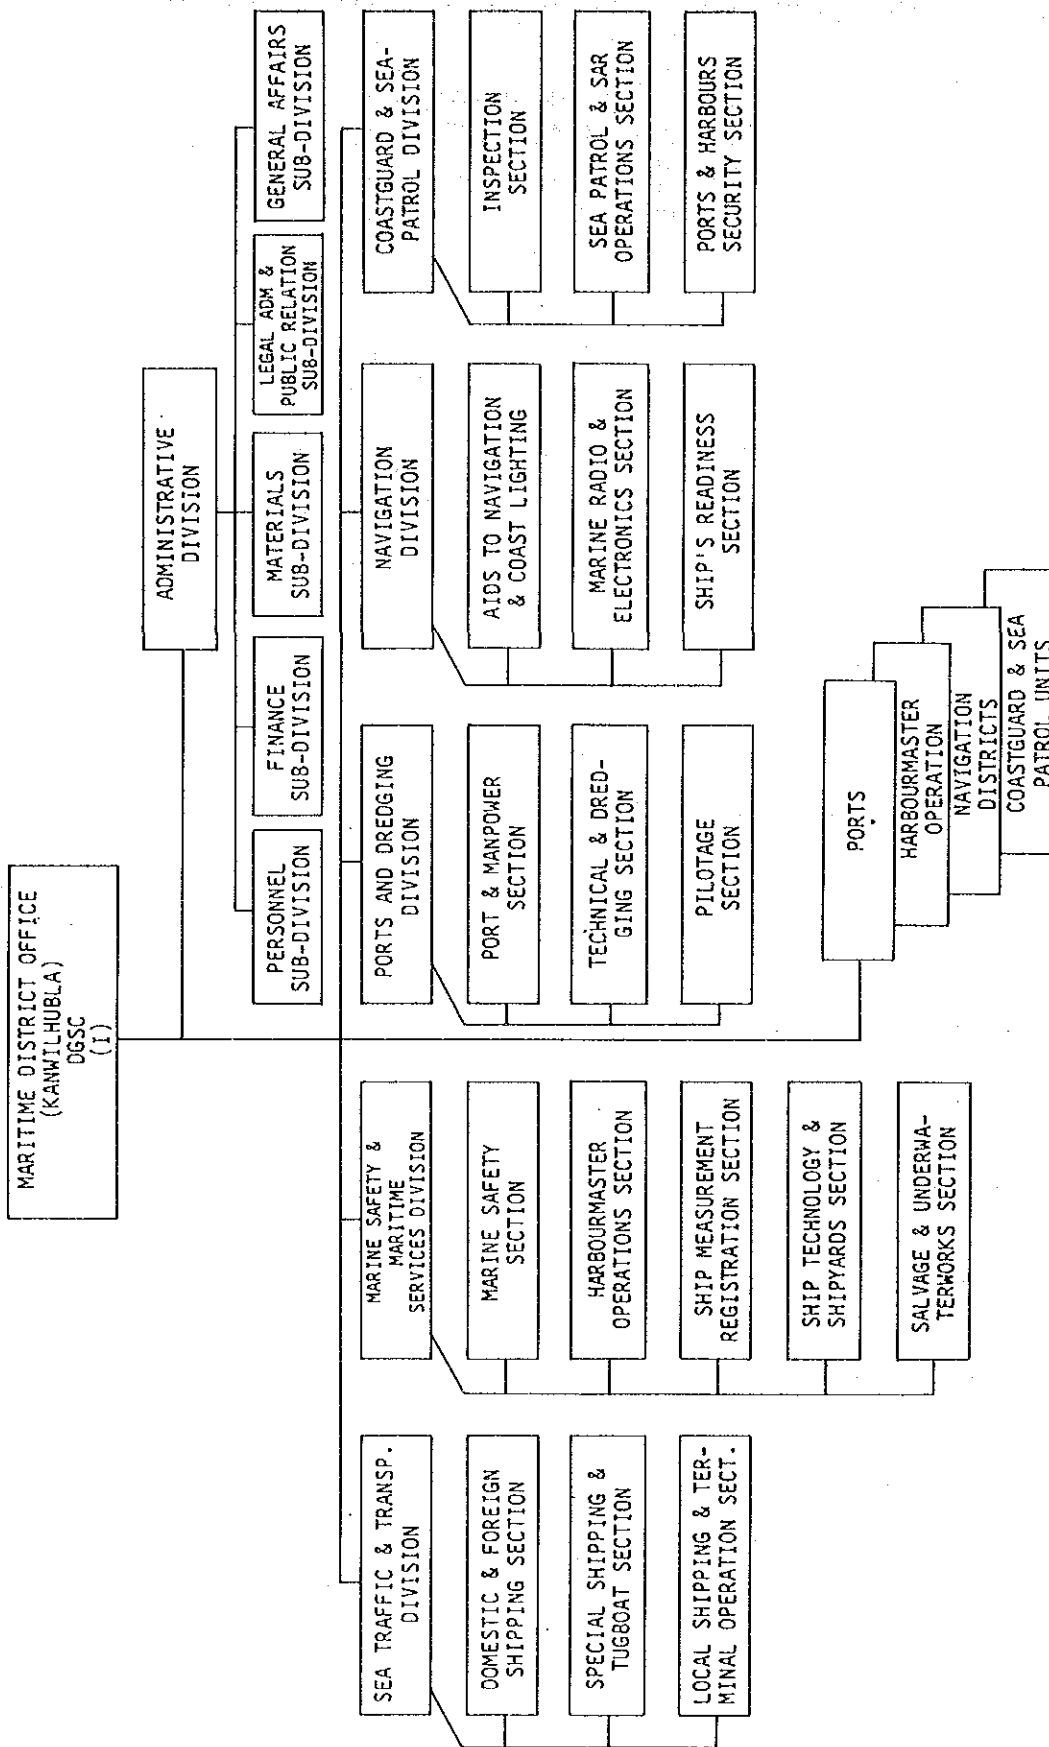 MARITIME DISTRICT OFFICE
(KANWILHUBLA)
DGSC
(I)
ADMINISTRATIVE
DIVISION
PERSONNEL
SUB-DIVISION
FINANCE
SUB-DIVISION
MATERIALS
SUB-DIVISION
LEGAL ADM &
PUBLIC RELATION
SUB-DIVISION
GENERAL AFFAIRS
SUB-DIVISION
SEA TRAFFIC & TRANSP.
DIVISION
DOMESTIC & FOREIGN
SHIPPING SECTION
SPECIAL SHIPPING &
TUGBOAT SECTION
LOCAL SHIPPING & TER-
MINAL OPERATION SECT.
MARINE SAFETY &
MARITIME
SERVICES DIVISION
MARINE SAFETY
SECTION
HARBOURMASTER
OPERATIONS SECTION
SHIP MEASUREMENT
REGISTRATION SECTION
SHIP TECHNOLOGY &
SHIPYARDS SECTION
SALVAGE & UNDERWA-
TERWORKS SECTION
PORTS AND DREDGING
DIVISION
PORT & MANPOWER
SECTION
TECHNICAL & DRED-
GING SECTION
PILOTAGE
SECTION
NAVIGATION
DIVISION
AIDS TO NAVIGATION
& COAST LIGHTING
MARINE RADIO &
ELECTRONICS SECTION
SHIP'S READINESS
SECTION
COASTGUARD & SEA-
PATROL DIVISION
INSPECTION
SECTION
SEA PATROL & SAR
OPERATIONS SECTION
PORTS & HARBOURS
SECURITY SECTION
PORTS
HARBOURMASTER
OPERATION
NAVIGATION
DISTRICTS
COASTGUARD & SEA
PATROL UNITS